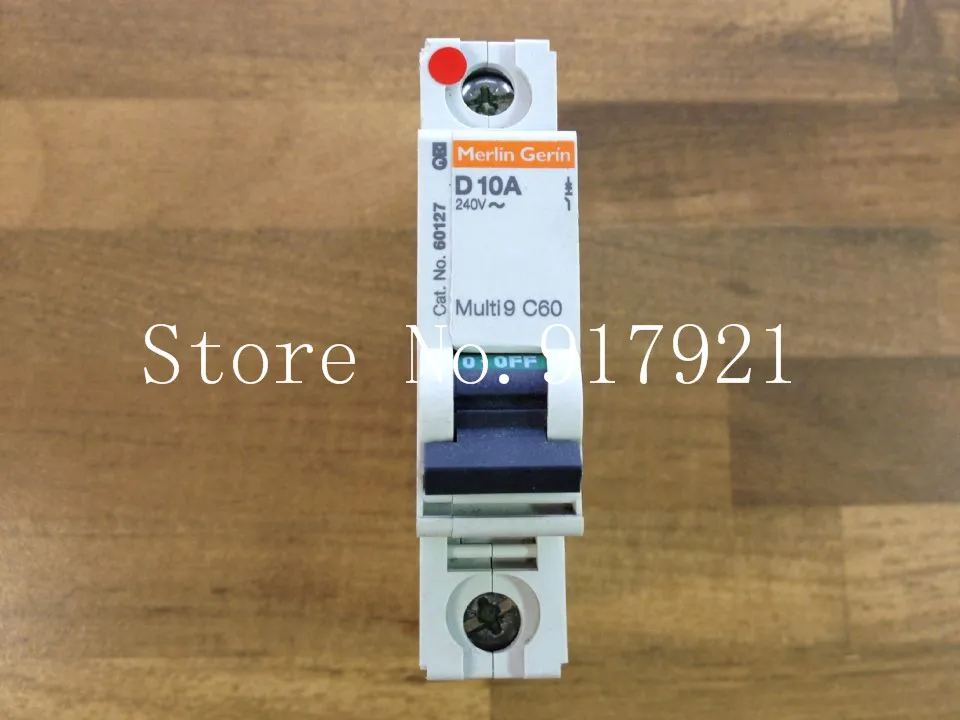 Merlin Gerin
D 10A
240V~
Cat. No. 60127
Multi9 C60
O·OFF
Store No. 917921